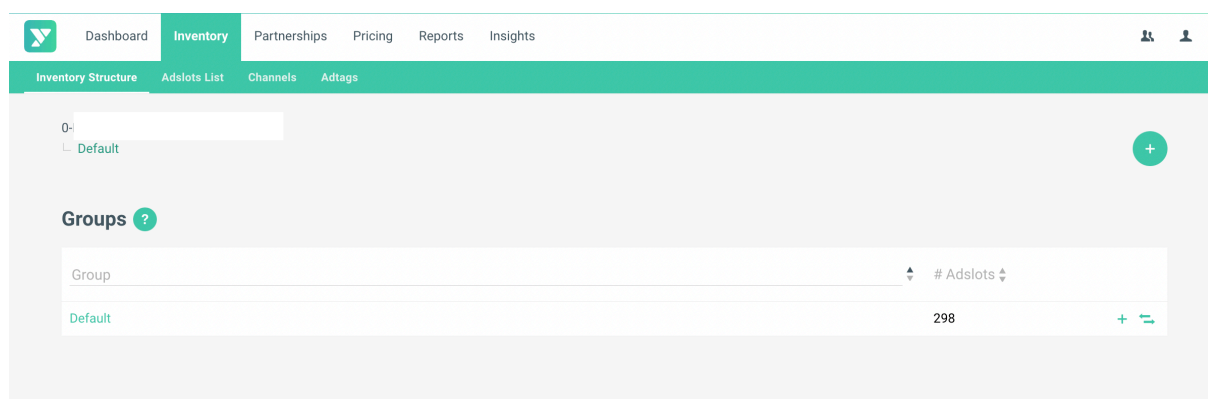 Dashboard Inventory Partnerships Pricing Reports Insights
Inventory Structure Adslots List Channels Adtags
0-
Default
+
Groups ?
Group # Adslots
Default 298 +